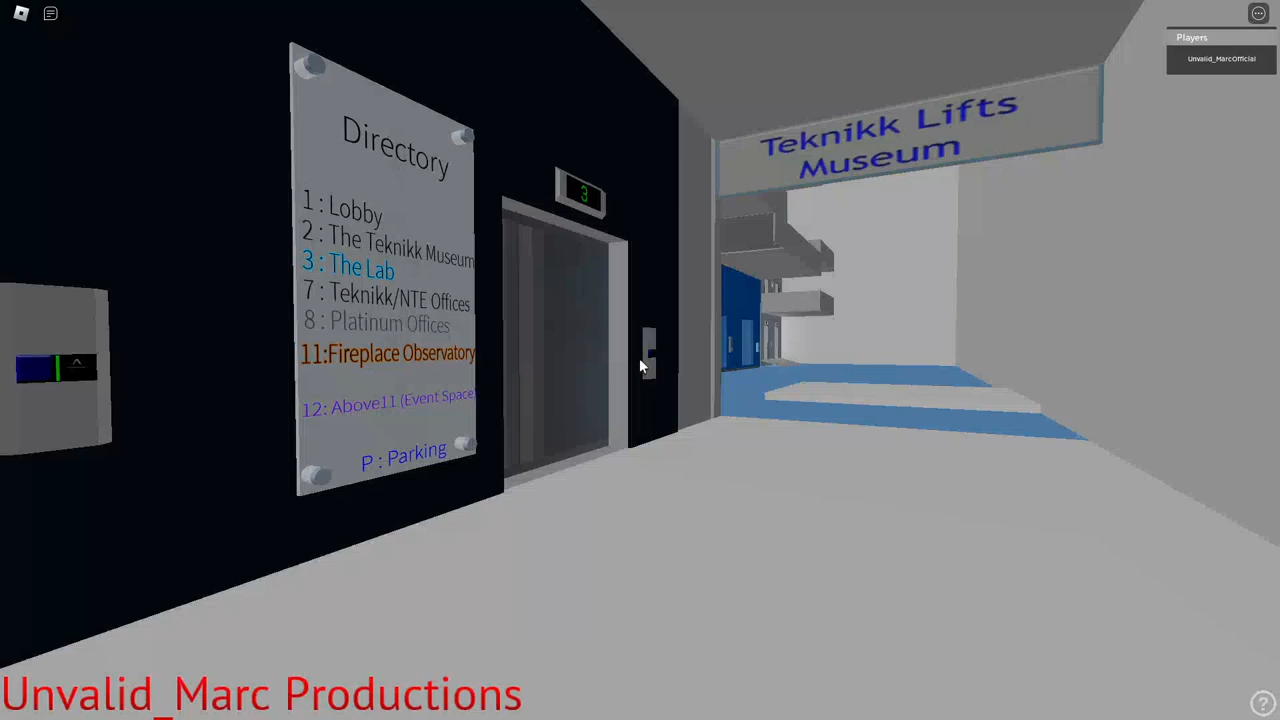 Players
Unvalid_MarcOfficial
Directory
1 : Lobby
2 : The Teknikk Museum
3 : The Lab
7 : Teknikk/NTE Offices
8 : Platinum Offices
11:Fireplace Observatory
12: Above11 (Event Space
P : Parking
3
Teknikk Lifts
Museum
Unvalid_Marc Productions
?